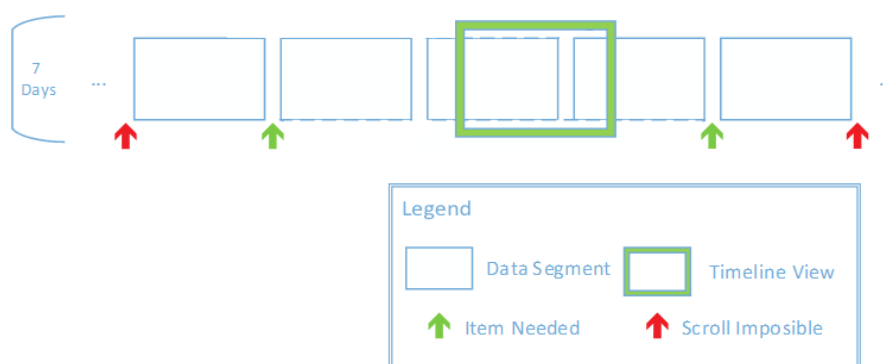 7
Days
...
Legend
Data Segment
Timeline View
Item Needed
Scroll Imposible